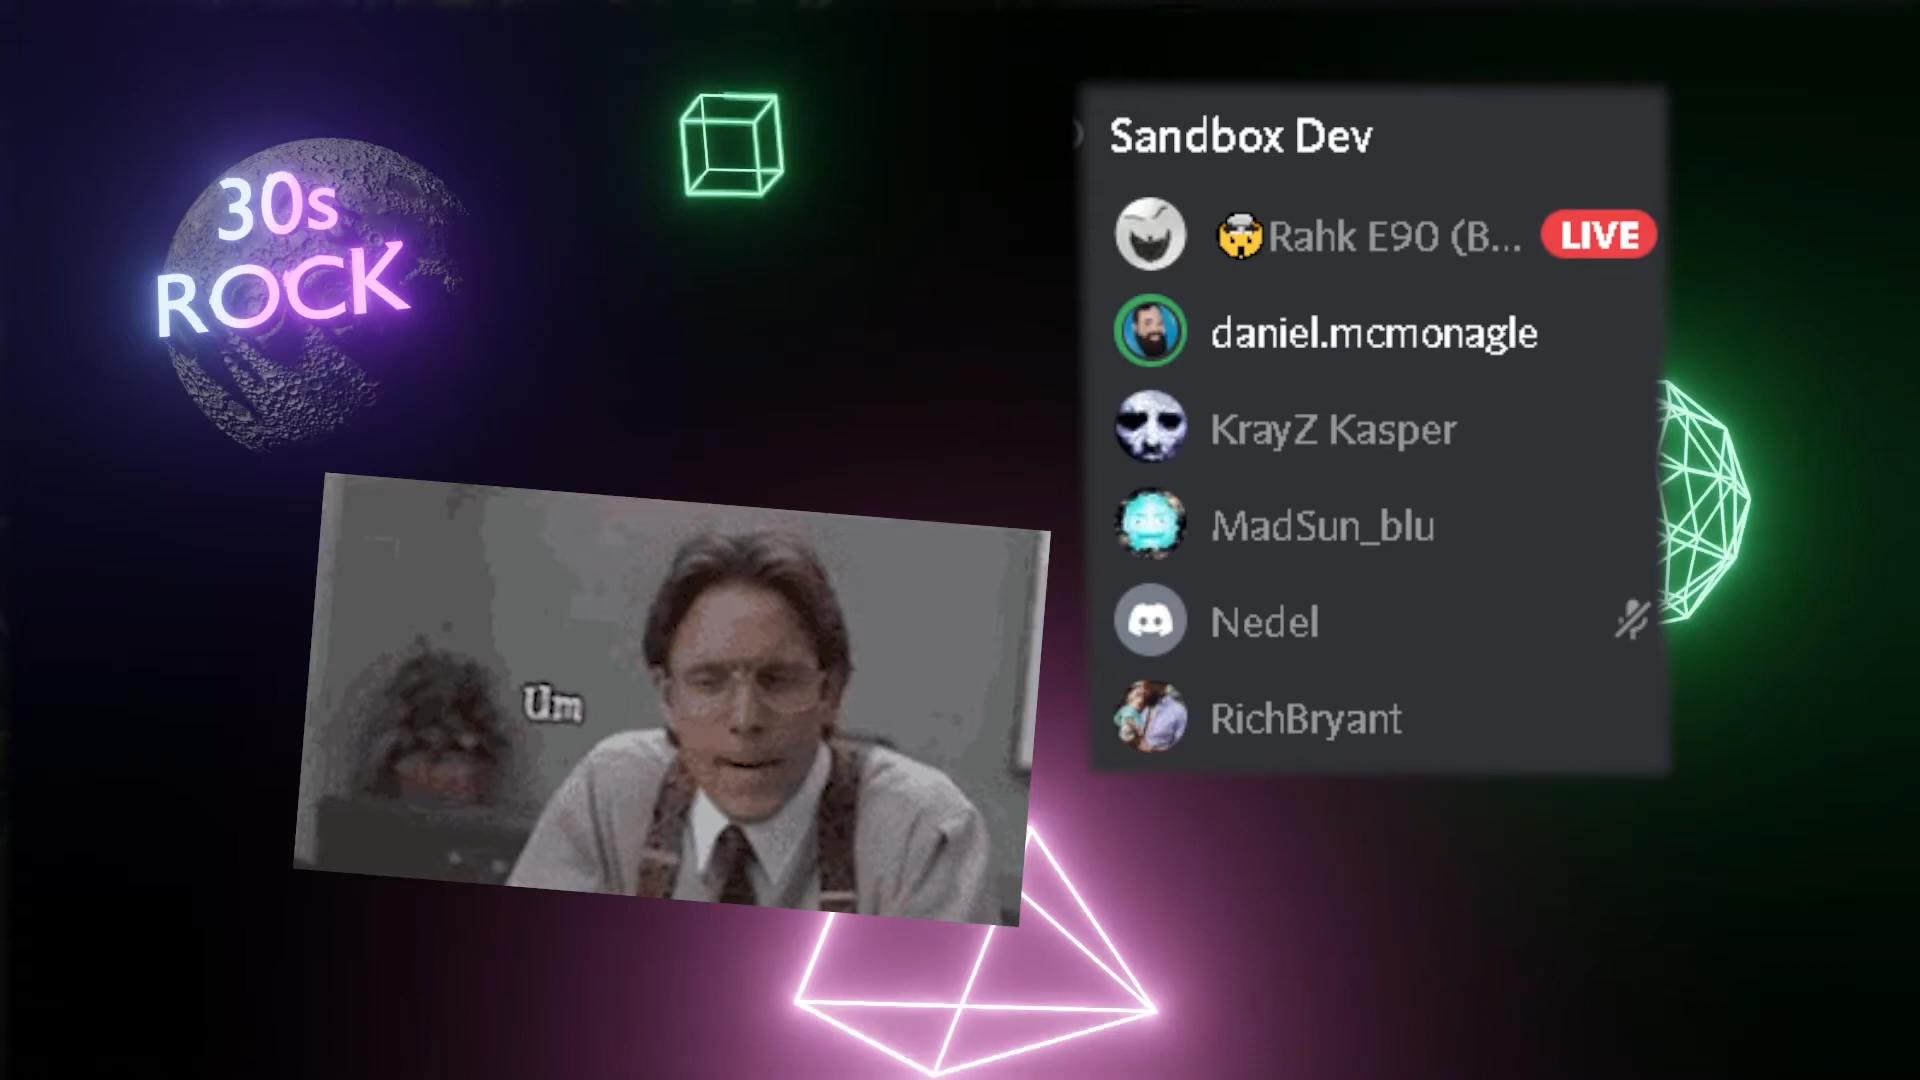 30s
ROCK
Sandbox Dev
Rahk E90 (B...
LIVE
daniel.mcmonagle
KrayZ Kasper
MadSun_blu
Nedel
RichBryant
Um